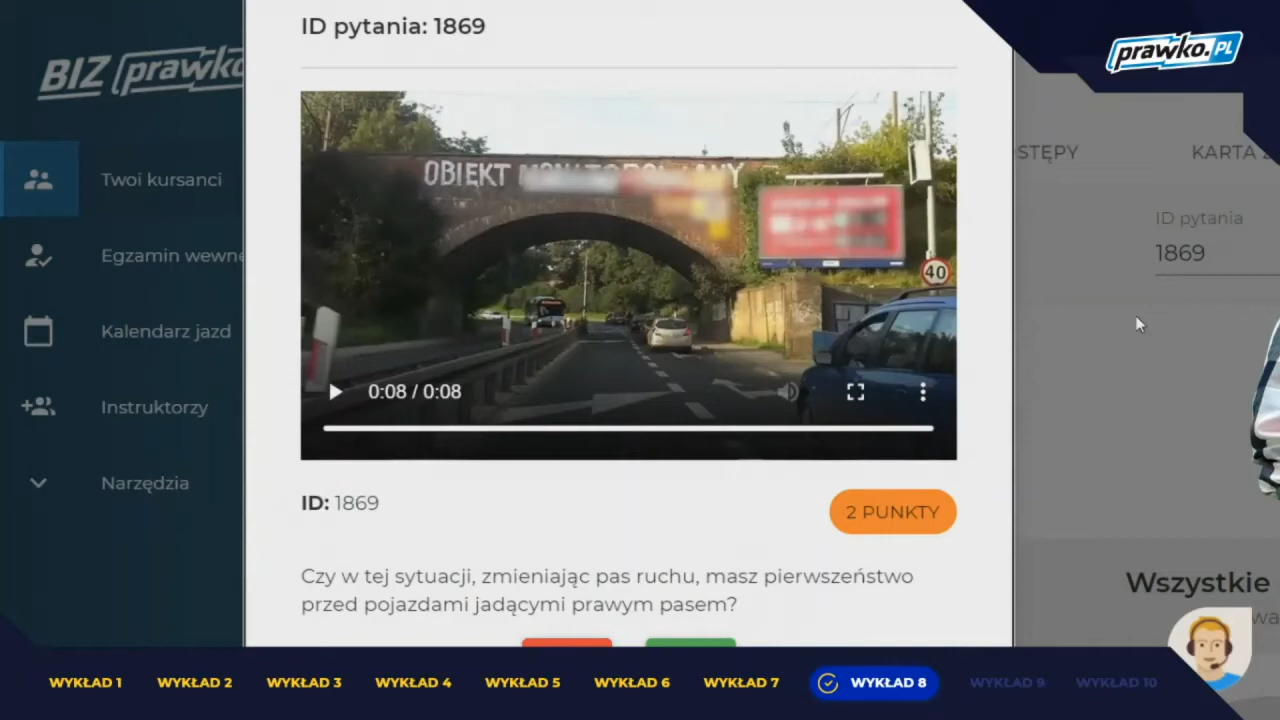 ID pytania: 1869
prawko.PL
BIZ prawko
OBIEKT
40
0:08 / 0:08
ID: 1869
2 PUNKTY
Czy w tej sytuacji, zmieniając pas ruchu, masz pierwszeństwo
przed pojazdami jadącymi prawym pasem?
Twoi kursanci
Egzamin wewnę
Kalendarz jazd
Instruktorzy
Narzędzia
STĘPY
KARTA
ID pytania
1869
Wszystkie
WYKŁAD 1
WYKŁAD 2
WYKŁAD 3
WYKŁAD 4
WYKŁAD 5
WYKŁAD 6
WYKŁAD 7
WYKŁAD 8
WYKŁAD 9
WYKŁAD 10